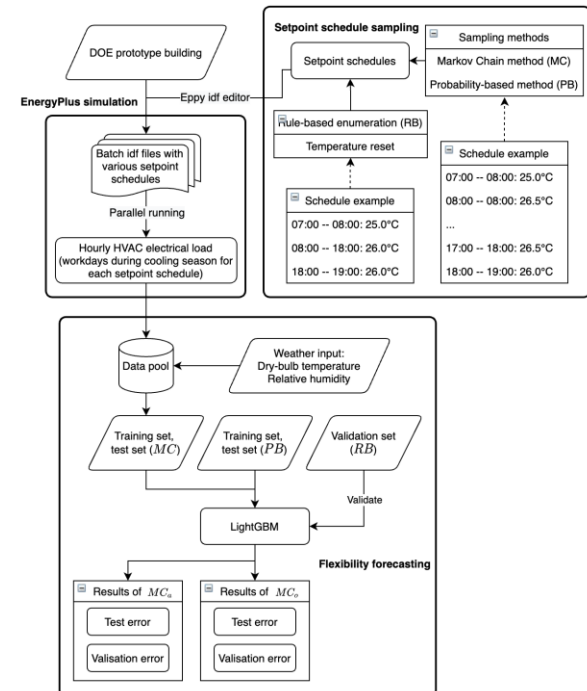 DOE prototype building
Setpoint schedule sampling
Setpoint schedules
Sampling methods
Markov Chain method (MC)
Probability-based method (PB)
Eppy idf editor
EnergyPlus simulation
Rule-based enumeration (RB)
Temperature reset
Batch idf files with
various setpoint
schedules
Parallel running
Hourly HVAC electrical load
(workdays during cooling season for
each setpoint schedule)
Schedule example
07:00 -- 08:00: 25.0°C
08:00 -- 18:00: 26.0°C
18:00 -- 19:00: 26.0°C
Schedule example
07:00 -- 08:00: 25.0°C
08:00 -- 08:00: 26.5°C
...
17:00 -- 18:00: 26.5°C
18:00 -- 19:00: 26.0°C
Data pool
Weather input:
Dry-bulb temperature
Relative humidity
Training set,
test set (MC)
Training set,
test set (PB)
Validation set
(RB)
Validate
LightGBM
Flexibility forecasting
Results of MCₐ
Test error
Valisation error
Results of MCₒ
Test error
Valisation error